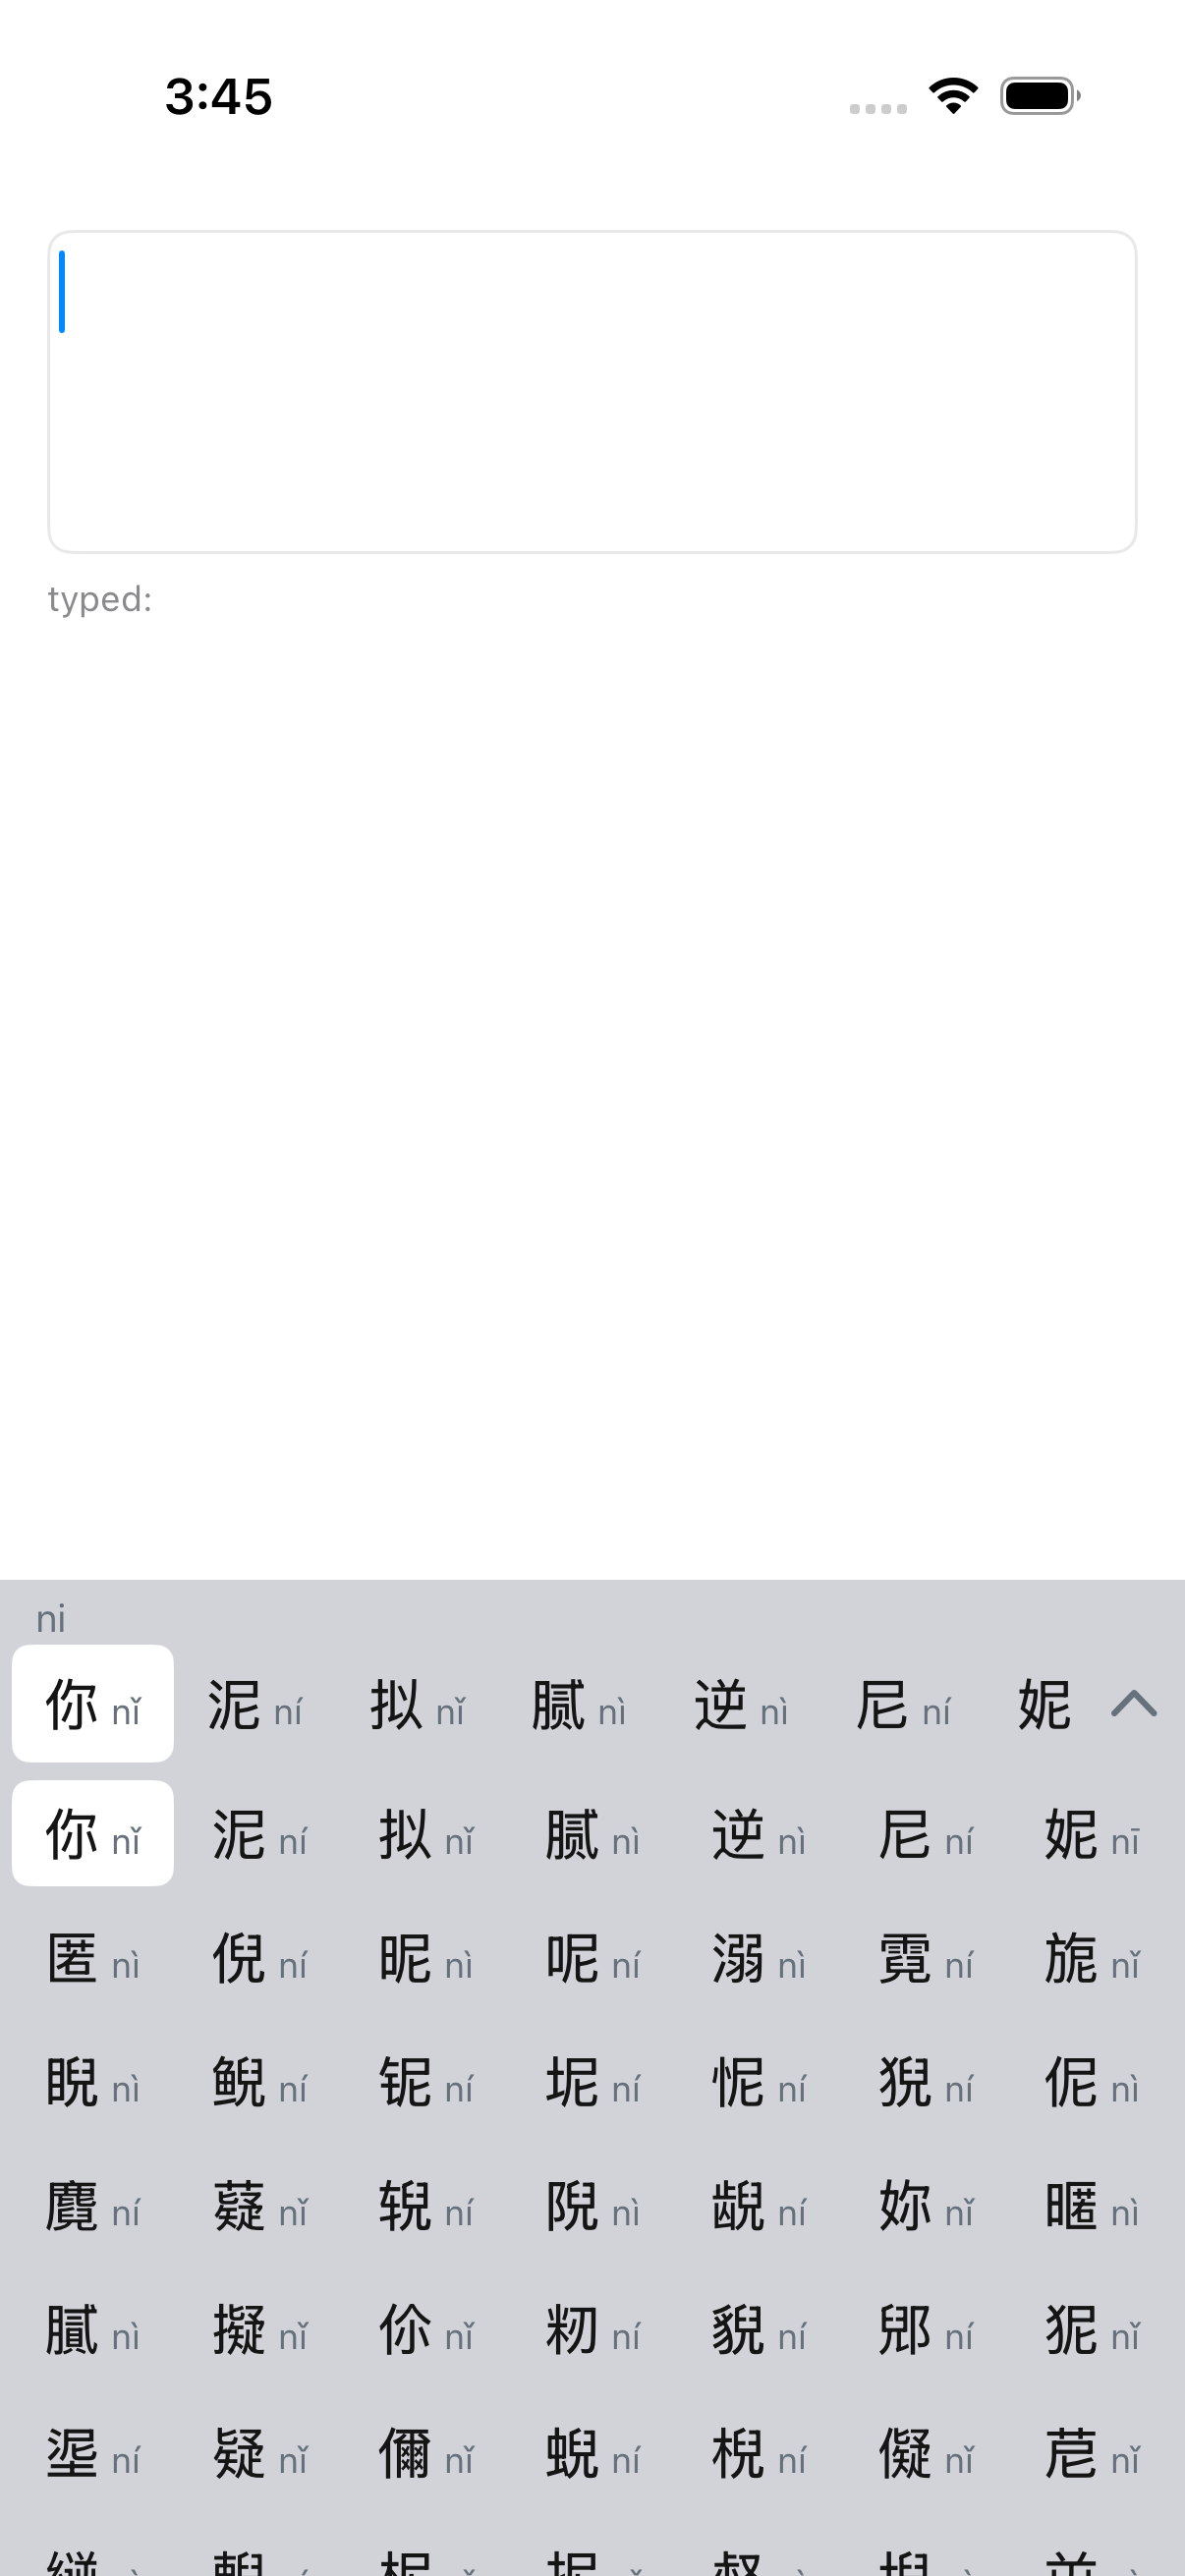 3:45
typed:
ni
你 nǐ 泥 ní 拟 nǐ 腻 nì 逆 nì 尼 ní 妮
你 nǐ 泥 ní 拟 nǐ 腻 nì 逆 nì 尼 ní 妮 nī
匿 nì 倪 ní 昵 nì 呢 ní 溺 nì 霓 ní 旎 nǐ
睨 nì 鲵 ní 铌 ní 坭 ní 怩 ní 猊 ní 伲 nì
麑 ní 薿 nǐ 𫐐 ní 陧 nì 齯 ní 妳 nǐ 暱 nì
膩 nì 擬 nǐ 伱 nǐ 籾 ní 貎 ní 郳 ní 狔 nǐ
埿 ní 疑 nǐ 儞 nǐ 蜺 ní 棿 ní 儗 nǐ 苨 nǐ